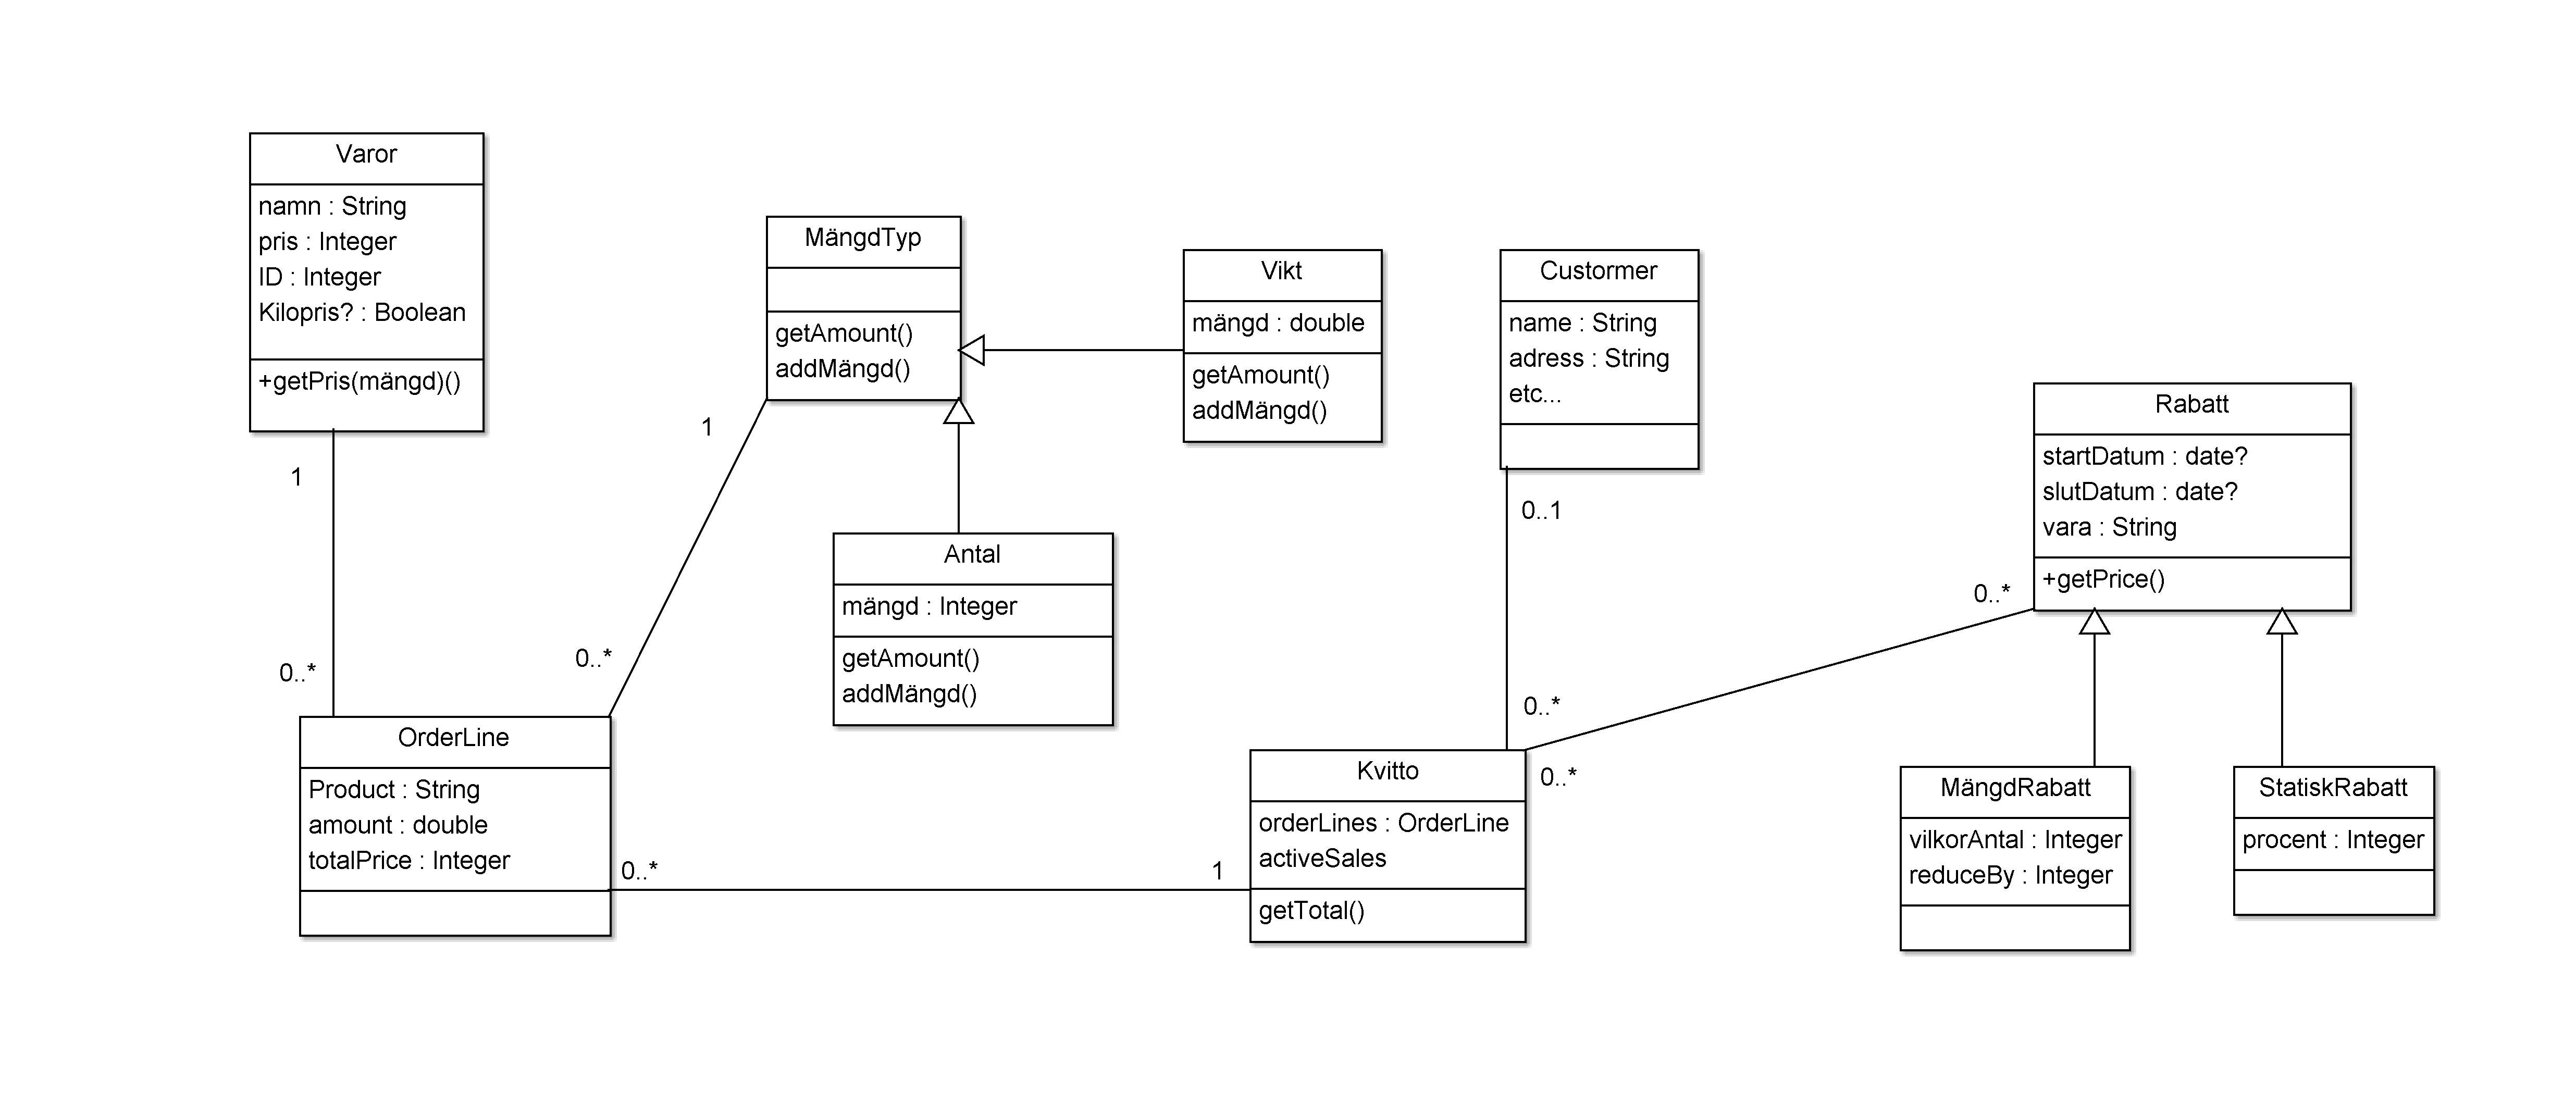 Varor
namn : String
pris : Integer
ID : Integer
Kilopris? : Boolean
+getPris(mängd)()
1
0..*
MängdTyp
getAmount()
addMängd()
1
0..*
Vikt
mängd : double
getAmount()
addMängd()
Custormer
name : String
adress : String
etc...
0..1
0..*
Rabatt
startDatum : date?
slutDatum : date?
vara : String
+getPrice()
0..*
0..*
Antal
mängd : Integer
getAmount()
addMängd()
OrderLine
Product : String
amount : double
totalPrice : Integer
0..*
1
Kvitto
orderLines : OrderLine
activeSales
getTotal()
MängdRabatt
vilkorAntal : Integer
reduceBy : Integer
StatiskRabatt
procent : Integer